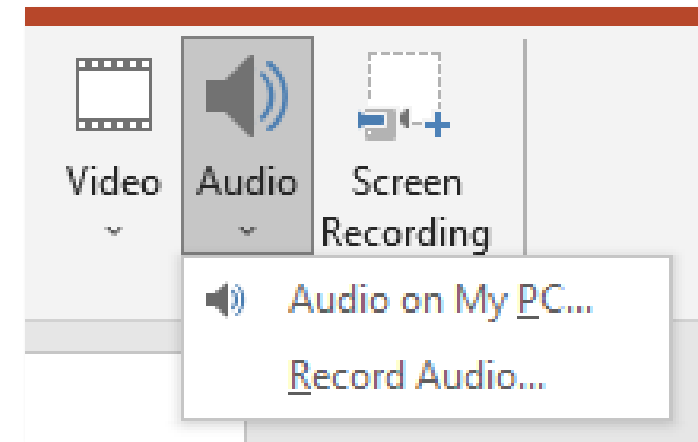 Video
Audio
Screen
Recording
Audio on My PC...
Record Audio...